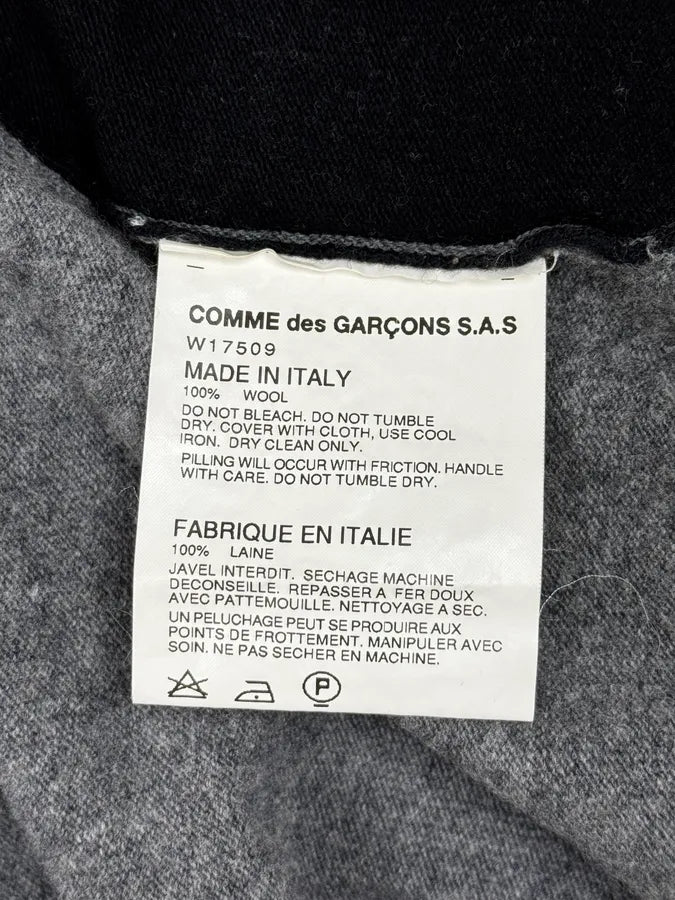 COMME des GARÇONS S.A.S
W17509
MADE IN ITALY
100% WOOL
DO NOT BLEACH. DO NOT TUMBLE
DRY. COVER WITH CLOTH, USE COOL
IRON. DRY CLEAN ONLY.
PILLING WILL OCCUR WITH FRICTION. HANDLE
WITH CARE. DO NOT TUMBLE DRY.
FABRIQUE EN ITALIE
100% LAINE
JAVEL INTERDIT. SECHAGE MACHINE
DECONSEILLE. REPASSER A FER DOUX
AVEC PATTEMOUILLE. NETTOYAGE A SEC.
UN PELUCHAGE PEUT SE PRODUIRE AUX
POINTS DE FROTTEMENT. MANIPULER AVEC
SOIN. NE PAS SECHER EN MACHINE.
P